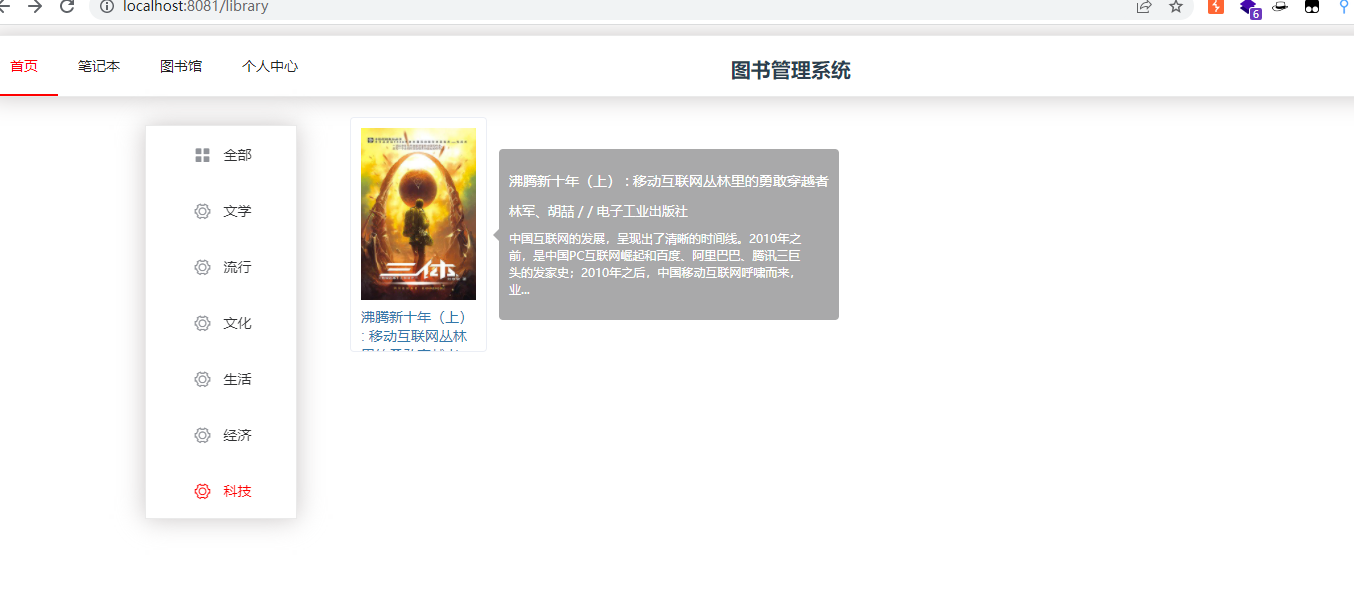 localhost:8081/library
6
首页 笔记本 图书馆 个人中心 图书管理系统
全部
文学
流行
文化
生活
经济
科技
三体
沸腾新十年（上）
: 移动互联网丛林
沸腾新十年（上） : 移动互联网丛林里的勇敢穿越者
林军、胡喆 / / 电子工业出版社
中国互联网的发展，呈现出了清晰的时间线。2010年之
前，是中国PC互联网崛起和百度、阿里巴巴、腾讯三巨
头的发家史；2010年之后，中国移动互联网呼啸而来，
业...